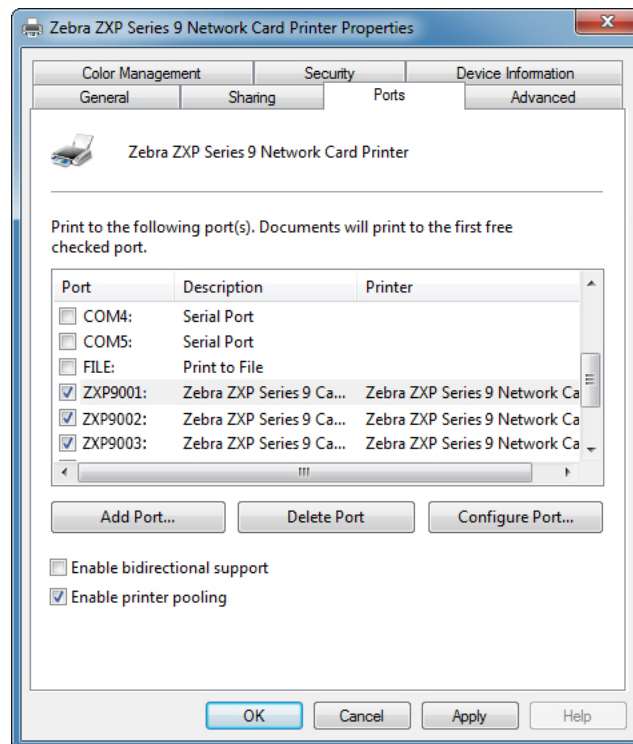 Zebra ZXP Series 9 Network Card Printer Properties
Color Management Security Device Information
General Sharing Ports Advanced
Zebra ZXP Series 9 Network Card Printer
Print to the following port(s). Documents will print to the first free
checked port.
Port Description Printer
COM4: Serial Port
COM5: Serial Port
FILE: Print to File
ZXP9001: Zebra ZXP Series 9 Ca... Zebra ZXP Series 9 Network Ca
ZXP9002: Zebra ZXP Series 9 Ca... Zebra ZXP Series 9 Network Ca
ZXP9003: Zebra ZXP Series 9 Ca... Zebra ZXP Series 9 Network Ca
Add Port... Delete Port Configure Port...
Enable bidirectional support
Enable printer pooling
OK Cancel Apply Help